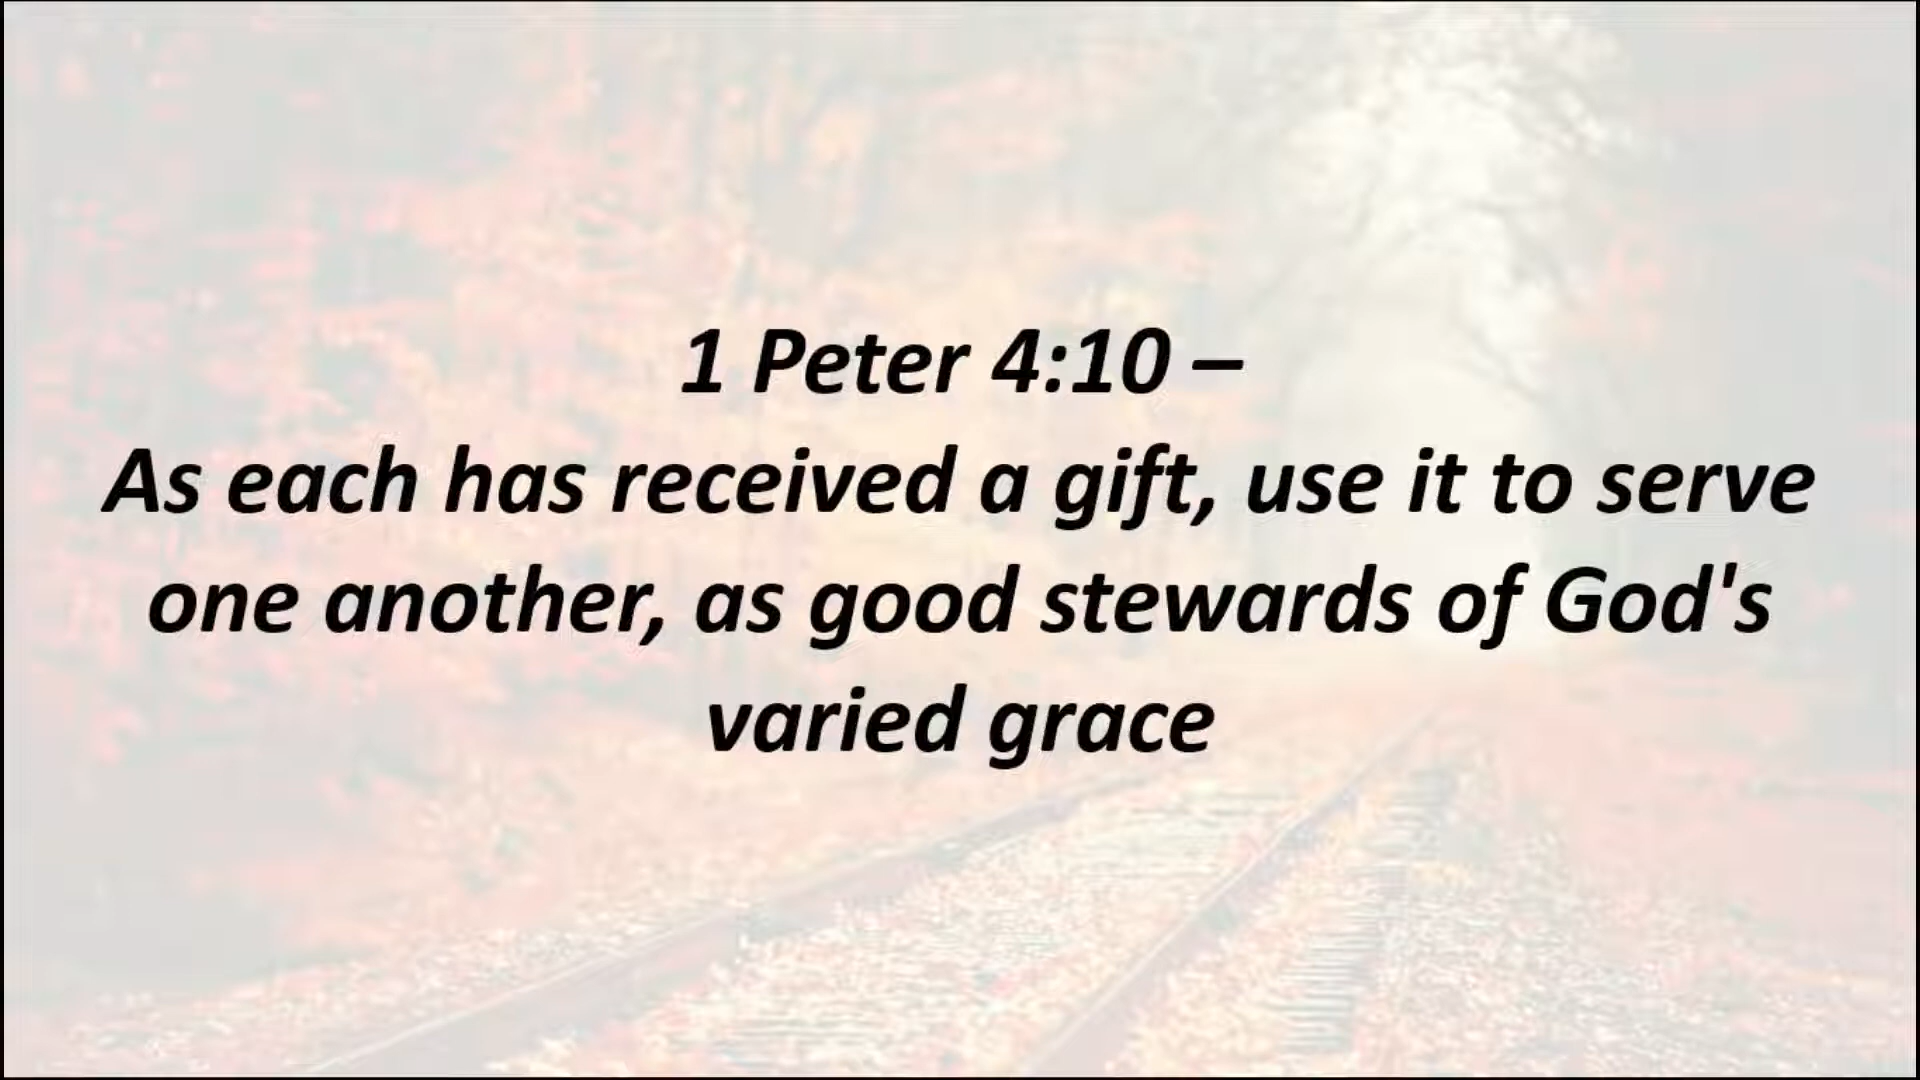 1 Peter 4:10 –
As each has received a gift, use it to serve
one another, as good stewards of God's
varied grace